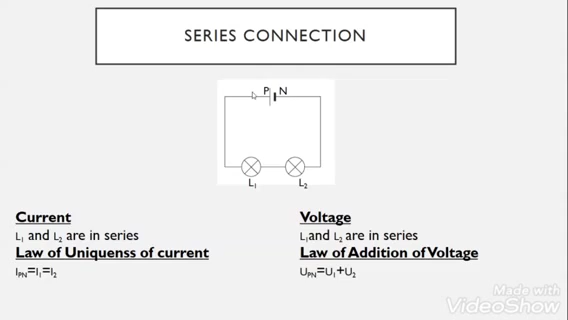 SERIES CONNECTION
P N
L1 L2
Current
L1 and L2 are in series
Law of Uniquenss of current
IPN=I1=I2
Voltage
L1and L2 are in series
Law of Addition of Voltage
UPN=U1+U2
Made with
VideoShow